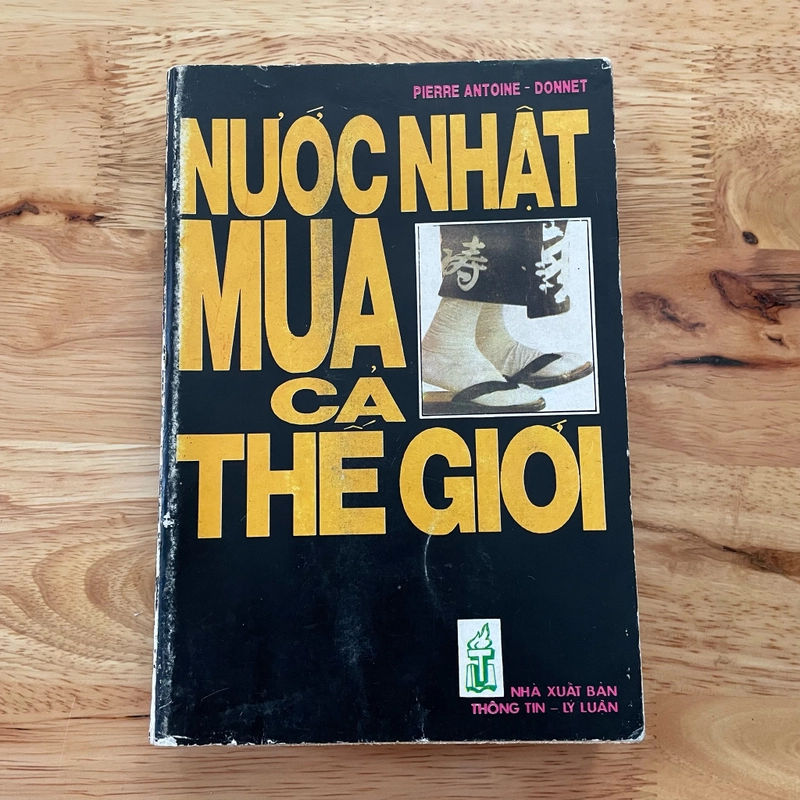 PIERRE ANTOINE - DONNET
NƯỚC NHẬT
MUA
CẢ
THẾ GIỚI
NHÀ XUẤT BẢN
THÔNG TIN - LÝ LUẬN